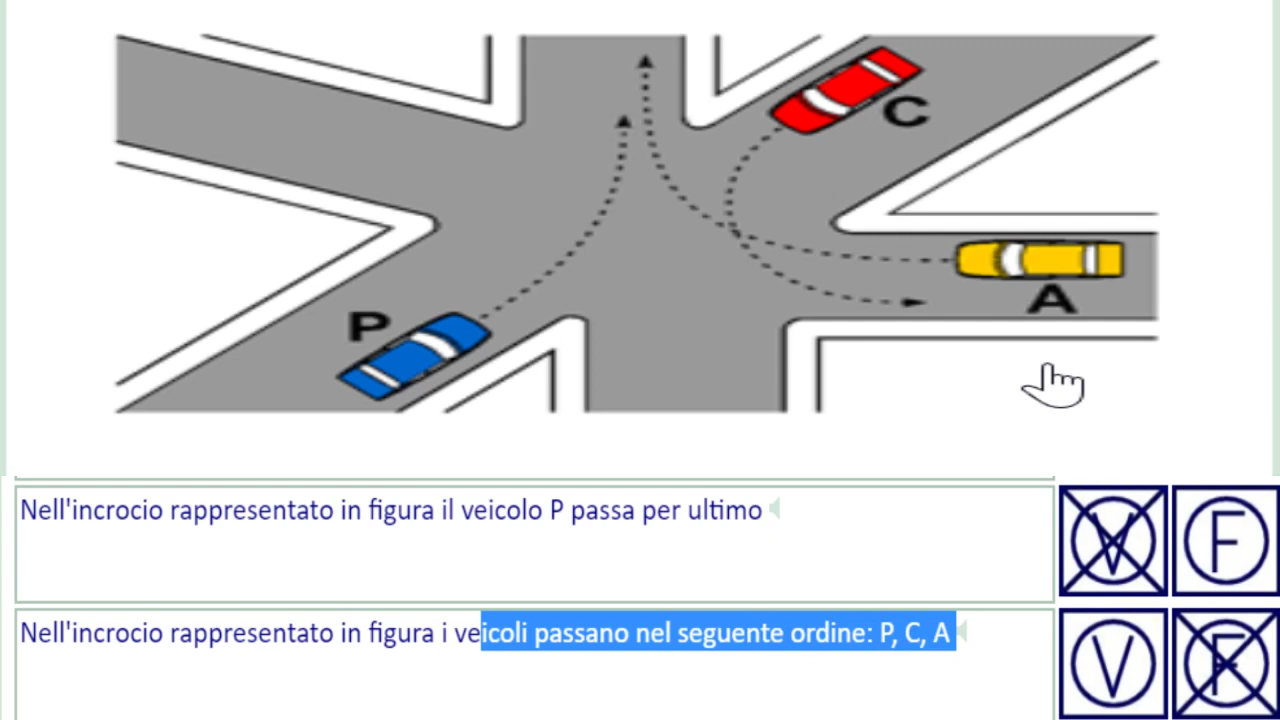 C
A
P
Nell'incrocio rappresentato in figura il veicolo P passa per ultimo
V F
Nell'incrocio rappresentato in figura i veicoli passano nel seguente ordine: P, C, A
V F